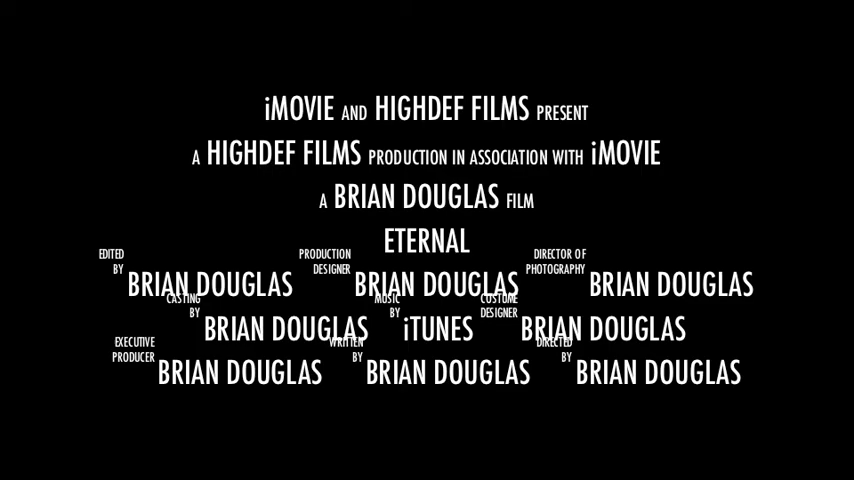 iMOVIE AND HIGHDEF FILMS PRESENT
A HIGHDEF FILMS PRODUCTION IN ASSOCIATION WITH iMOVIE
A BRIAN DOUGLAS FILM
ETERNAL
EDITED BY BRIAN DOUGLAS PRODUCTION DESIGNER BRIAN DOUGLAS DIRECTOR OF PHOTOGRAPHY BRIAN DOUGLAS
CASTING BY BRIAN DOUGLAS MUSIC BY iTUNES COSTUME DESIGNER BRIAN DOUGLAS
EXECUTIVE PRODUCER BRIAN DOUGLAS WRITTEN BY BRIAN DOUGLAS DIRECTED BY BRIAN DOUGLAS